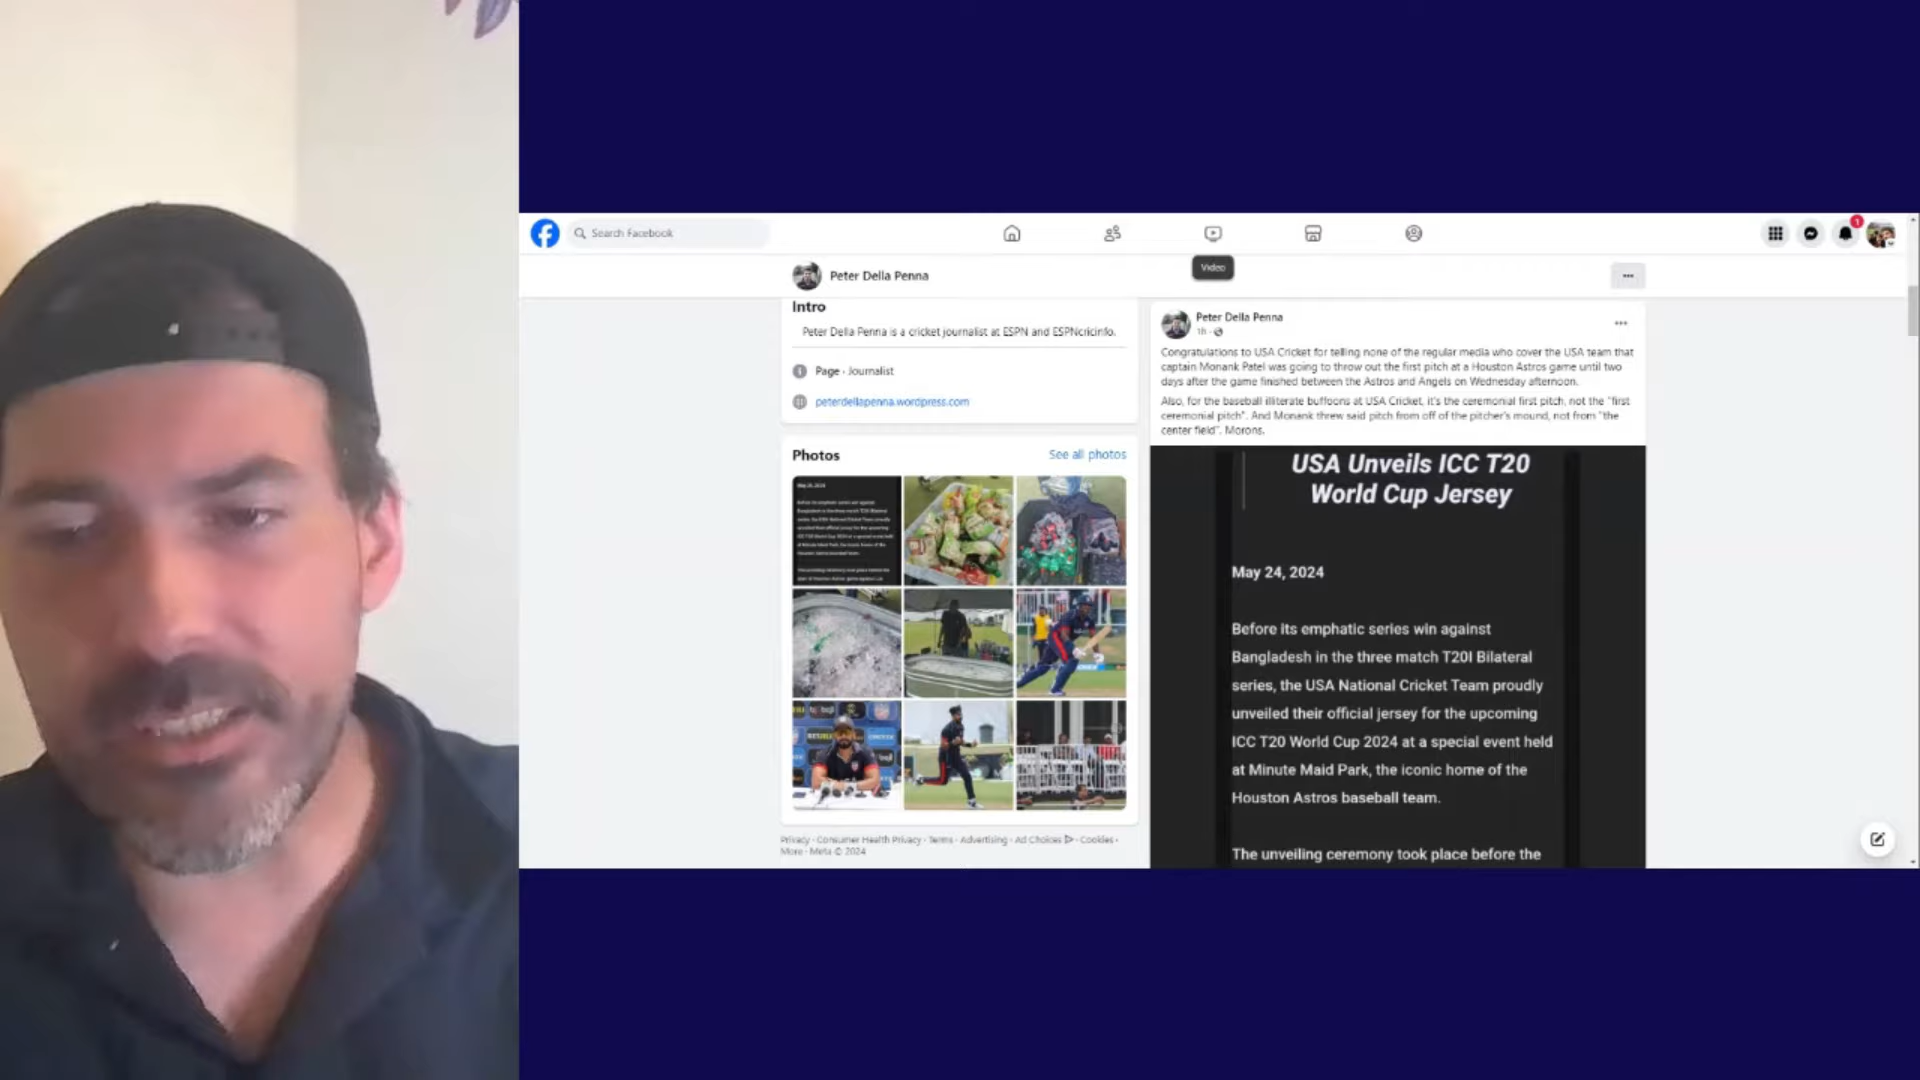 Search Facebook
1
Peter Della Penna
Video
Intro
Peter Della Penna is a cricket journalist at ESPN and ESPNcricinfo.
Page · Journalist
peterdellapenna.wordpress.com
Photos
See all photos
Privacy · Consumer Health Privacy · Terms · Advertising · Ad Choices · Cookies ·
More · Meta © 2024
Peter Della Penna
1h ·
Congratulations to USA Cricket for telling none of the regular media who cover the USA team that
captain Monank Patel was going to throw out the first pitch at a Houston Astros game until two
days after the game finished between the Astros and Angels on Wednesday afternoon.
Also, for the baseball illiterate buffoons at USA Cricket, it's the ceremonial first pitch, not the "first
ceremonial pitch". And Monank threw said pitch from off of the pitcher's mound, not from "the
center field". Morons.
USA Unveils ICC T20
World Cup Jersey
May 24, 2024
Before its emphatic series win against
Bangladesh in the three match T20I Bilateral
series, the USA National Cricket Team proudly
unveiled their official jersey for the upcoming
ICC T20 World Cup 2024 at a special event held
at Minute Maid Park, the iconic home of the
Houston Astros baseball team.
The unveiling ceremony took place before the